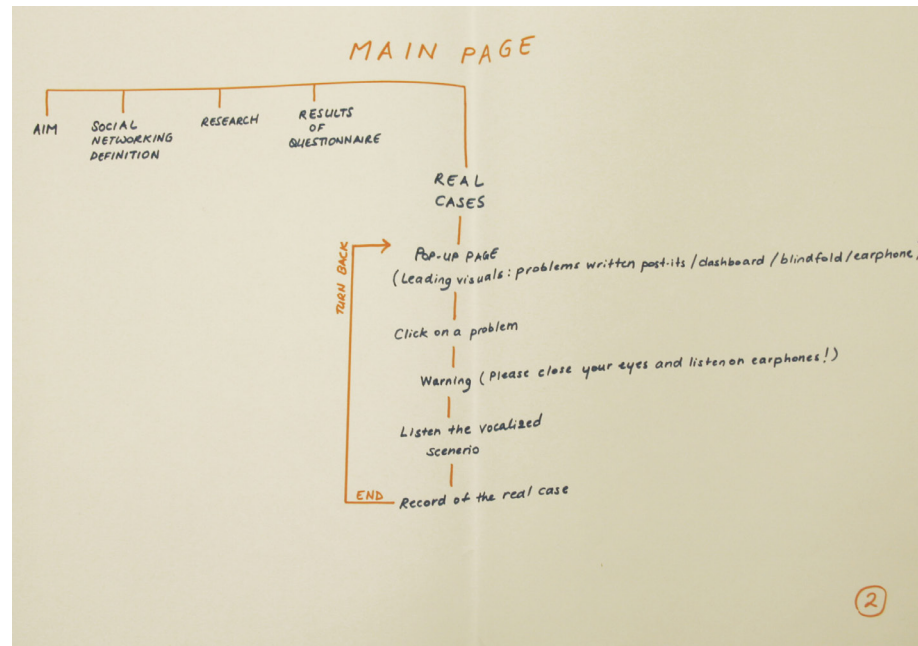 MAIN PAGE
AIM
SOCIAL
NETWORKING
DEFINITION
RESEARCH
RESULTS
OF
QUESTIONNAIRE
REAL
CASES
TURN BACK
POP-UP PAGE
(Leading visuals: problems written post-its/dashboard/blindfold/earphone
Click on a problem
Warning (Please close your eyes and listen on earphones!)
Listen the vocalized
scenerio
END
Record of the real case
2